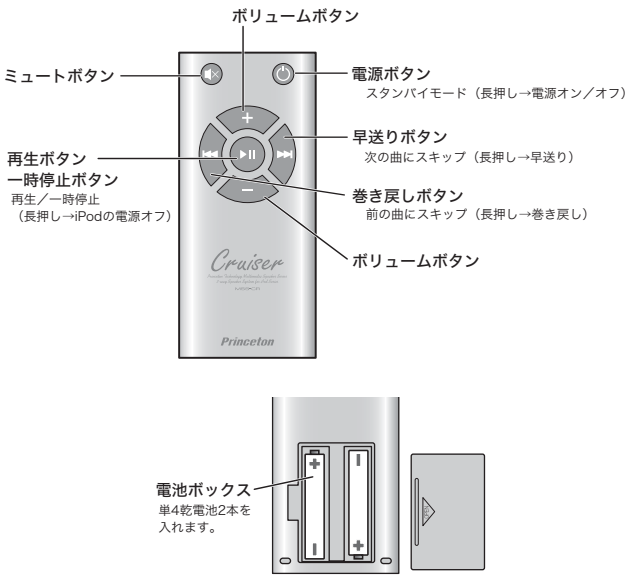 ボリュームボタン
ミュートボタン
電源ボタン
スタンバイモード（長押し→電源オン／オフ）
早送りボタン
次の曲にスキップ（長押し→早送り）
再生ボタン
一時停止ボタン
再生／一時停止
（長押し→iPodの電源オフ）
巻き戻しボタン
前の曲にスキップ（長押し→巻き戻し）
ボリュームボタン
Cruiser
Princeton
電池ボックス
単4乾電池2本を
入れます。
OPEN